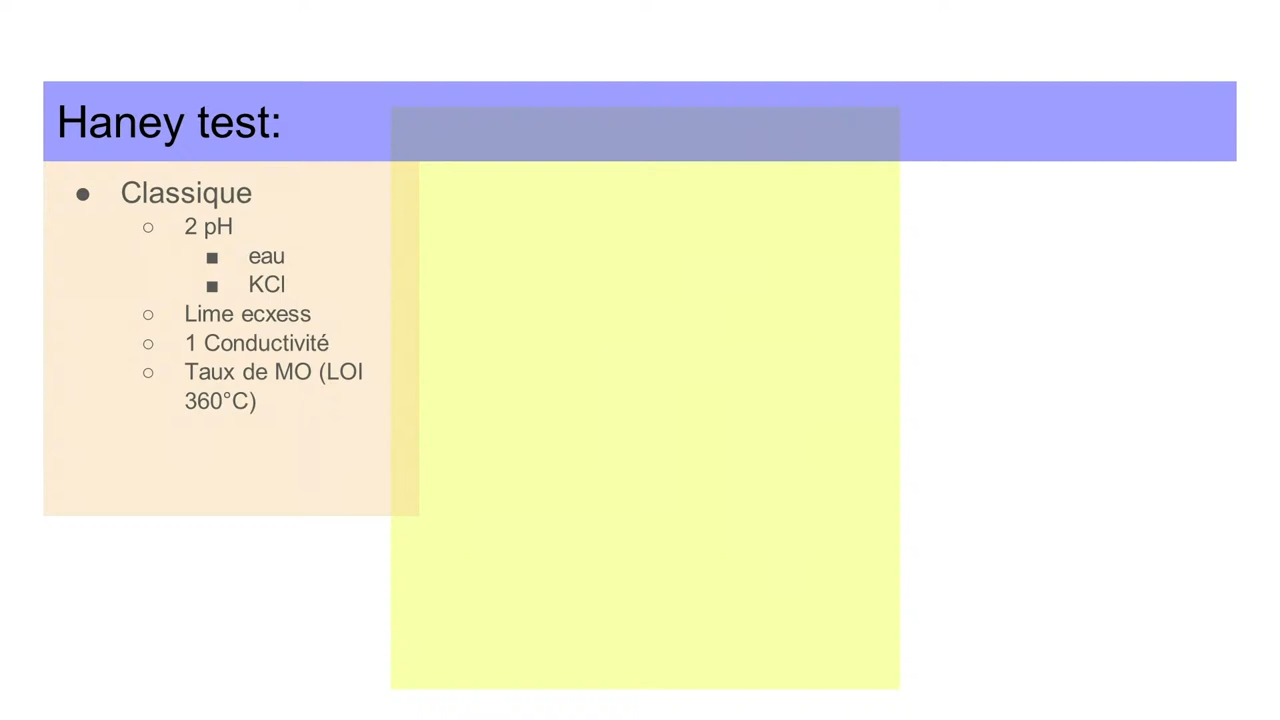 Haney test:
● Classique
○ 2 pH
■ eau
■ KCl
○ Lime ecxess
○ 1 Conductivité
○ Taux de MO (LOI
360°C)